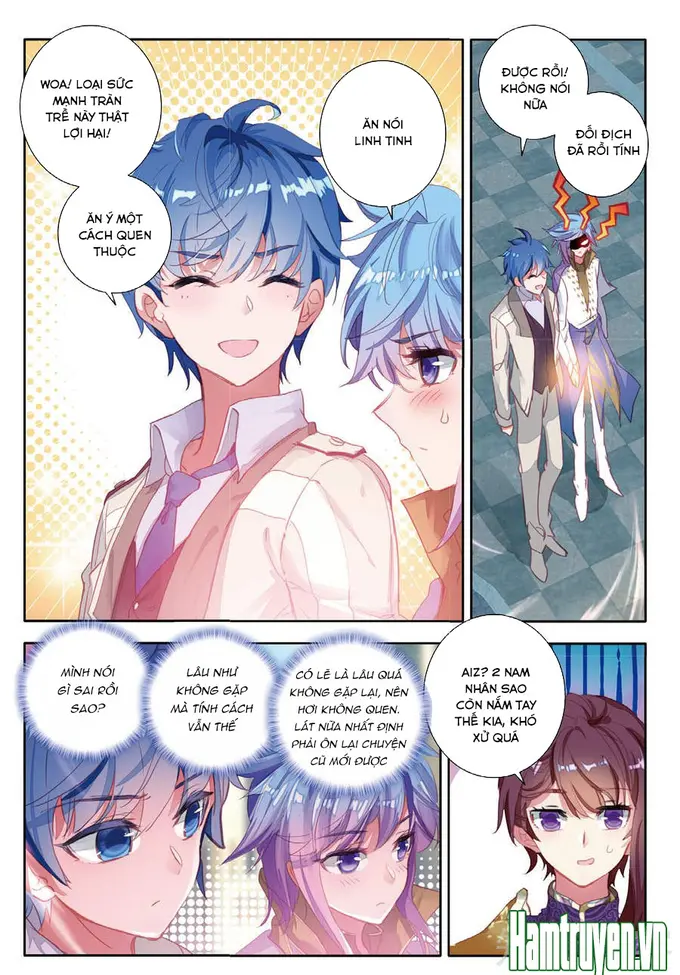 WOA! LOẠI SỨC
MẠNH TRÀN
TRỀ NÀY THẬT
LỢI HẠI!
ĂN Ý MỘT
CÁCH QUEN
THUỘC
ĂN NÓI
LINH TINH
ĐƯỢC RỒI!
KHÔNG NÓI
NỮA
ĐỐI ĐỊCH
ĐÃ RỒI TÍNH
MÌNH NÓI
GÌ SAI RỒI
SAO?
LÂU NHƯ
KHÔNG GẶP
MÀ TÍNH CÁCH
VẪN THẾ
CÓ LẼ LÀ LÂU QUÁ
KHÔNG GẶP LẠI, NÊN
HƠI KHÔNG QUEN.
LÁT NỮA NHẤT ĐỊNH
PHẢI ÔN LẠI CHUYỆN
CŨ MỚI ĐƯỢC
AIZ? 2 NAM
NHÂN SAO
CÒN NẮM TAY
THẾ KIA, KHÓ
XỬ QUÁ
Hamtruyen.vn